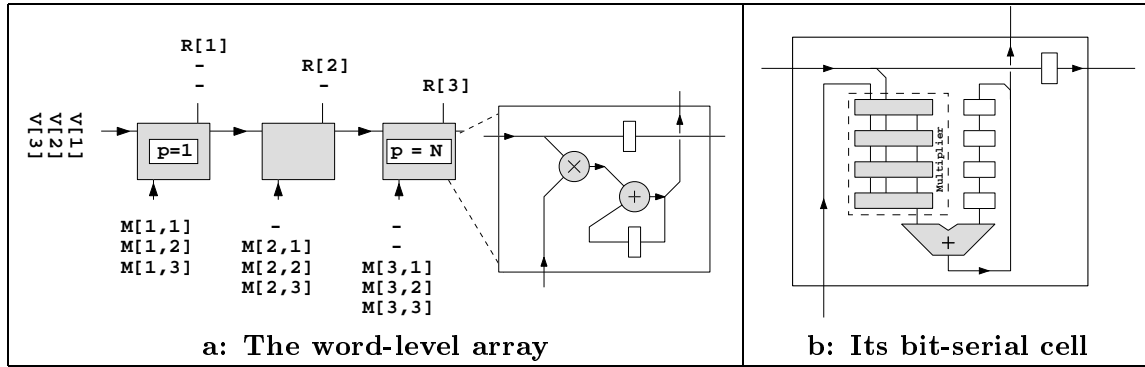 R[1]
-
-
R[2]
-
R[3]
V[1]
V[2]
V[3]
p=1
p = N
×
+
M[1,1]
M[1,2]
M[1,3]
-
M[2,1]
M[2,2]
M[2,3]
-
-
M[3,1]
M[3,2]
M[3,3]
a: The word-level array
Multiplier
+
b: Its bit-serial cell